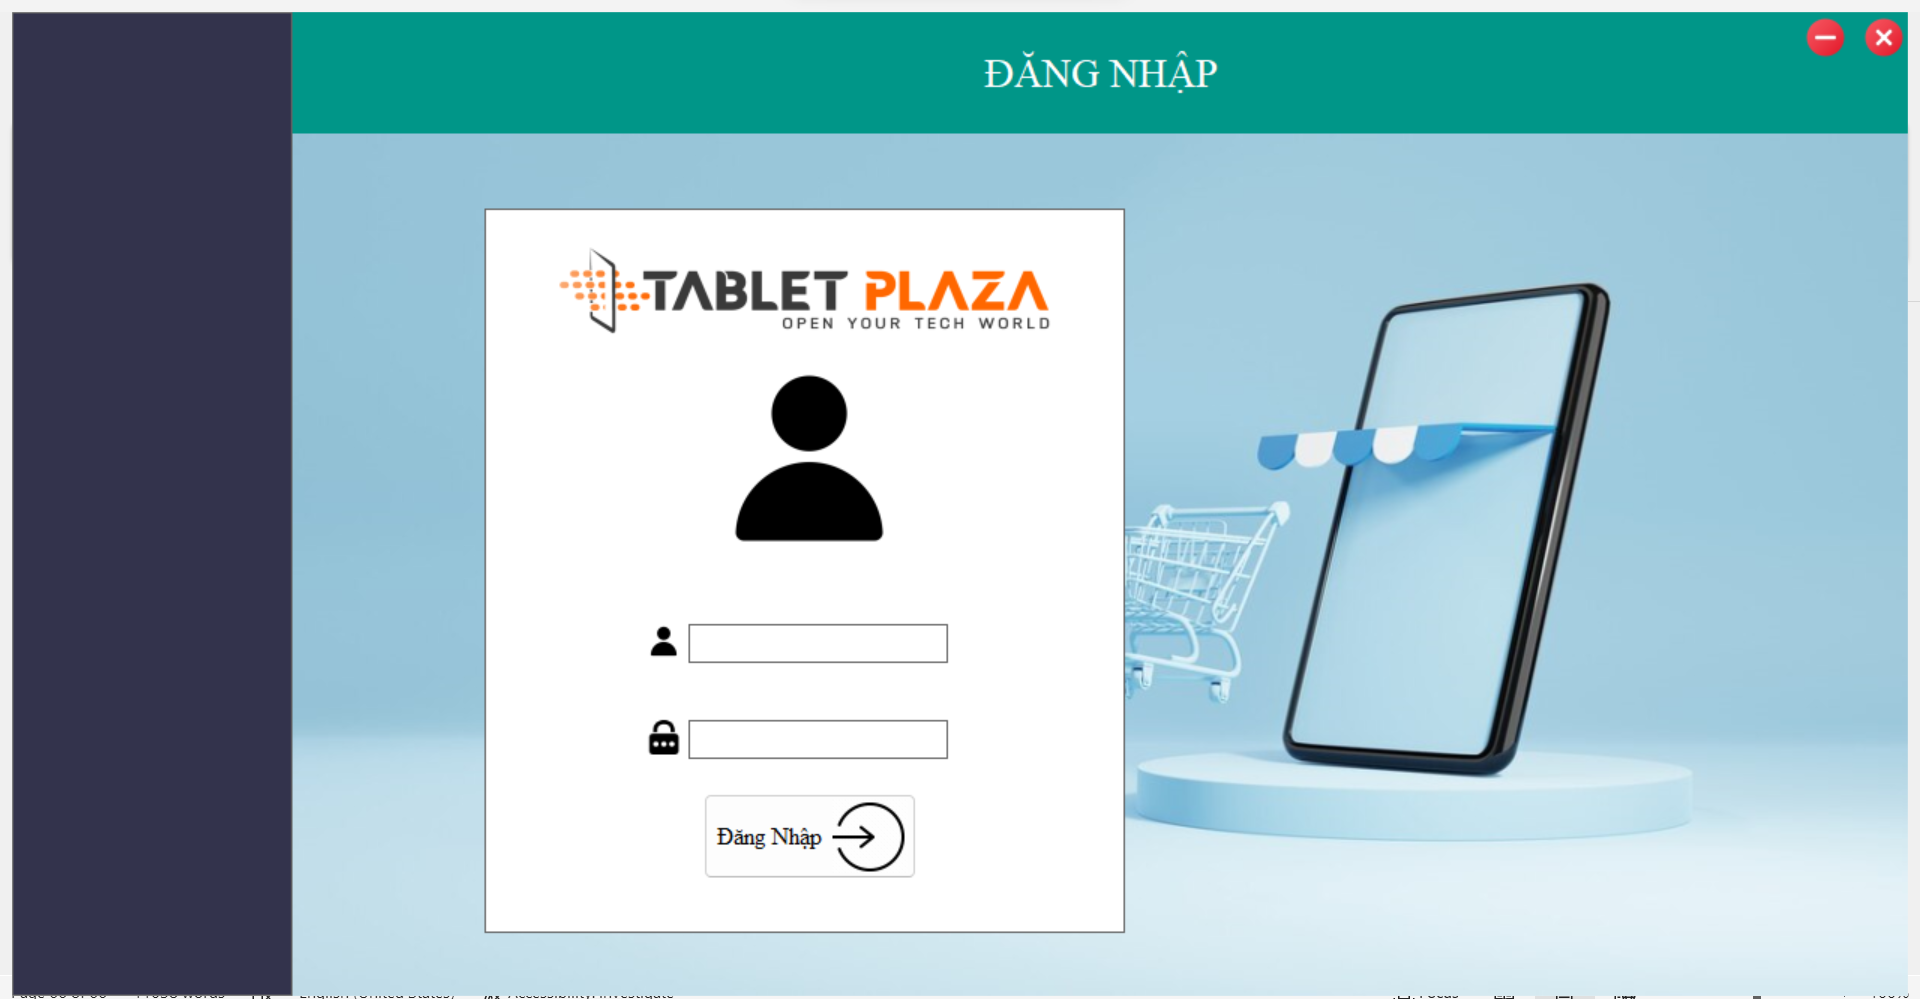 ĐĂNG NHẬP
TABLET PLAZA
OPEN YOUR TECH WORLD
Đăng Nhập